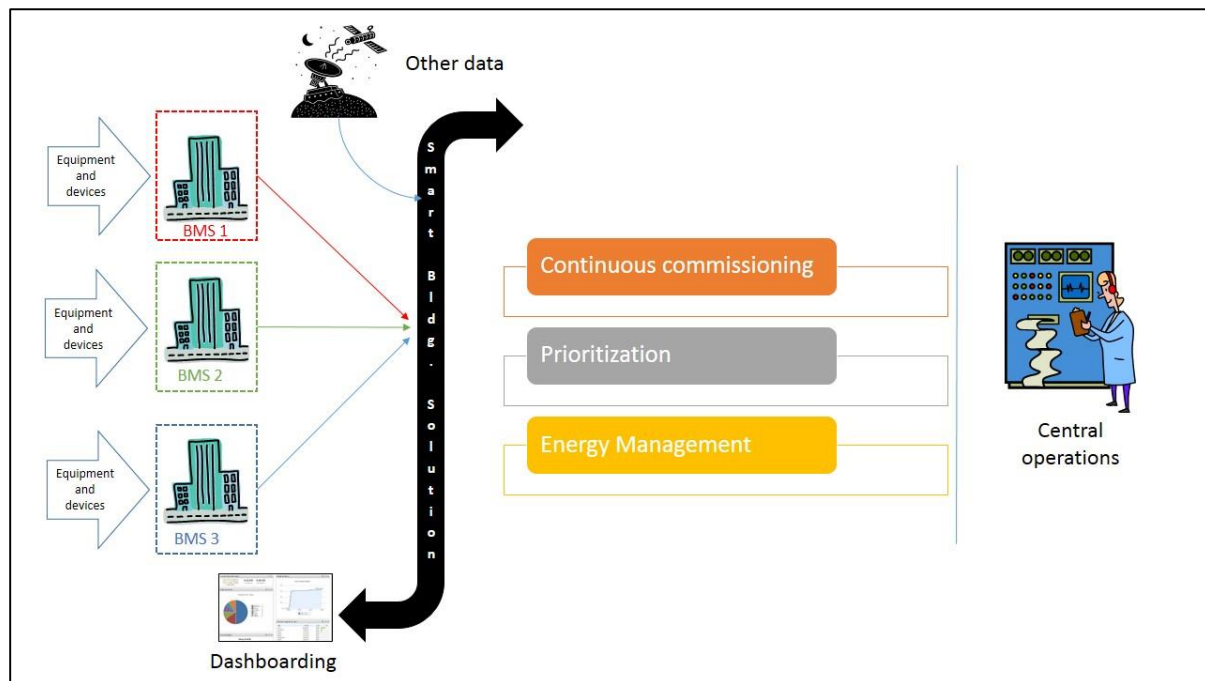 Other data
Equipment
and
devices
BMS 1
Equipment
and
devices
BMS 2
Equipment
and
devices
BMS 3
Smart Bldg. Solution
Continuous commissioning
Prioritization
Energy Management
Central
operations
Dashboarding